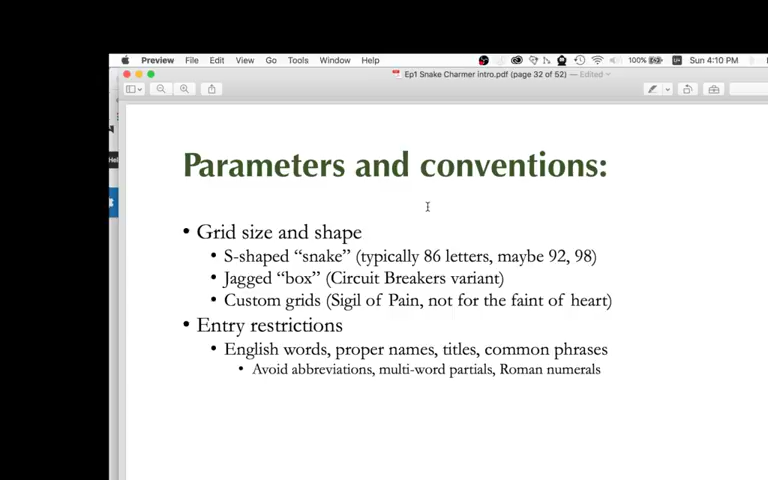 Preview File Edit View Go Tools Window Help 100% Sun 4:10 PM
Ep1 Snake Charmer intro.pdf (page 32 of 52) — Edited
Parameters and conventions:
• Grid size and shape
• S-shaped “snake” (typically 86 letters, maybe 92, 98)
• Jagged “box” (Circuit Breakers variant)
• Custom grids (Sigil of Pain, not for the faint of heart)
• Entry restrictions
• English words, proper names, titles, common phrases
• Avoid abbreviations, multi-word partials, Roman numerals